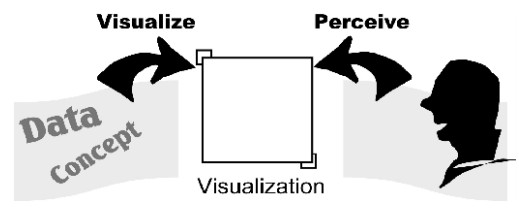 Visualize Perceive
Data
Concept
Visualization